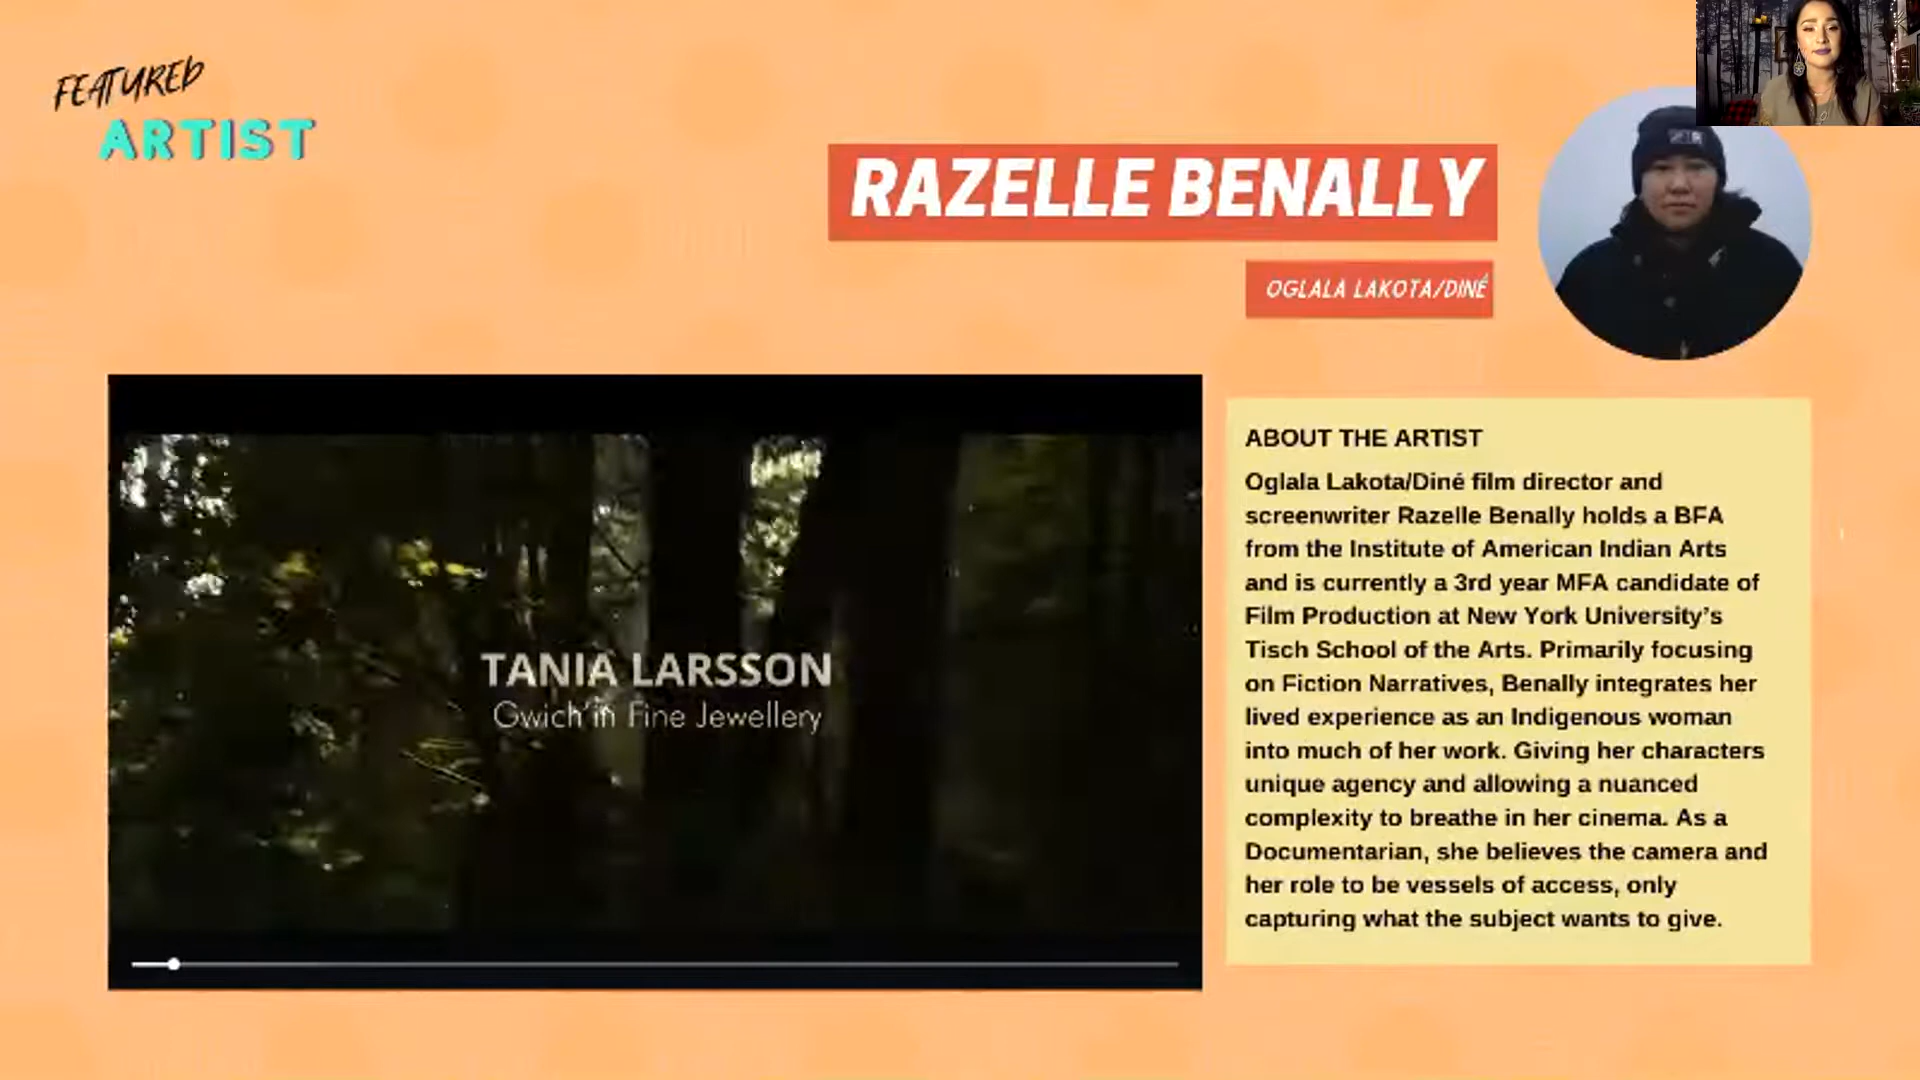 FEATURED
ARTIST
RAZELLE BENALLY
OGLALA LAKOTA/DINÉ
TANIA LARSSON
Gwich'in Fine Jewellery
ABOUT THE ARTIST
Oglala Lakota/Diné film director and
screenwriter Razelle Benally holds a BFA
from the Institute of American Indian Arts
and is currently a 3rd year MFA candidate of
Film Production at New York University’s
Tisch School of the Arts. Primarily focusing
on Fiction Narratives, Benally integrates her
lived experience as an Indigenous woman
into much of her work. Giving her characters
unique agency and allowing a nuanced
complexity to breathe in her cinema. As a
Documentarian, she believes the camera and
her role to be vessels of access, only
capturing what the subject wants to give.